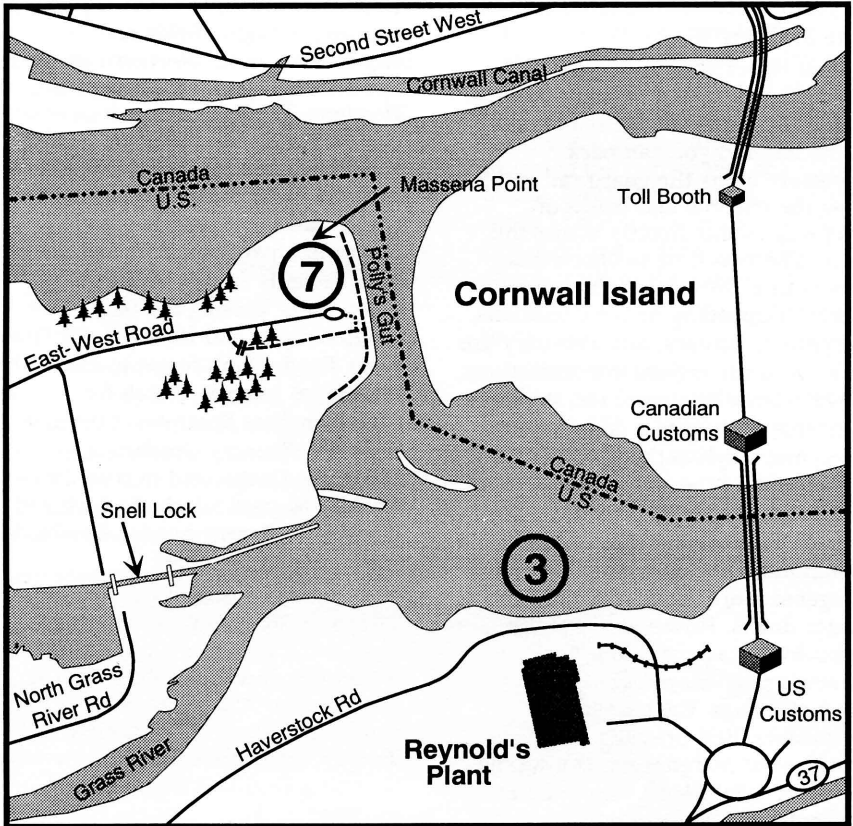 Second Street West
Cornwall Canal
Canada
U.S.
Massena Point
Toll Booth
7
Polly's Gut
Cornwall Island
East-West Road
Canadian
Customs
Canada
U.S.
Snell Lock
3
North Grass
River Rd
US
Customs
Haverstock Rd
Grass River
Reynold's
Plant
37